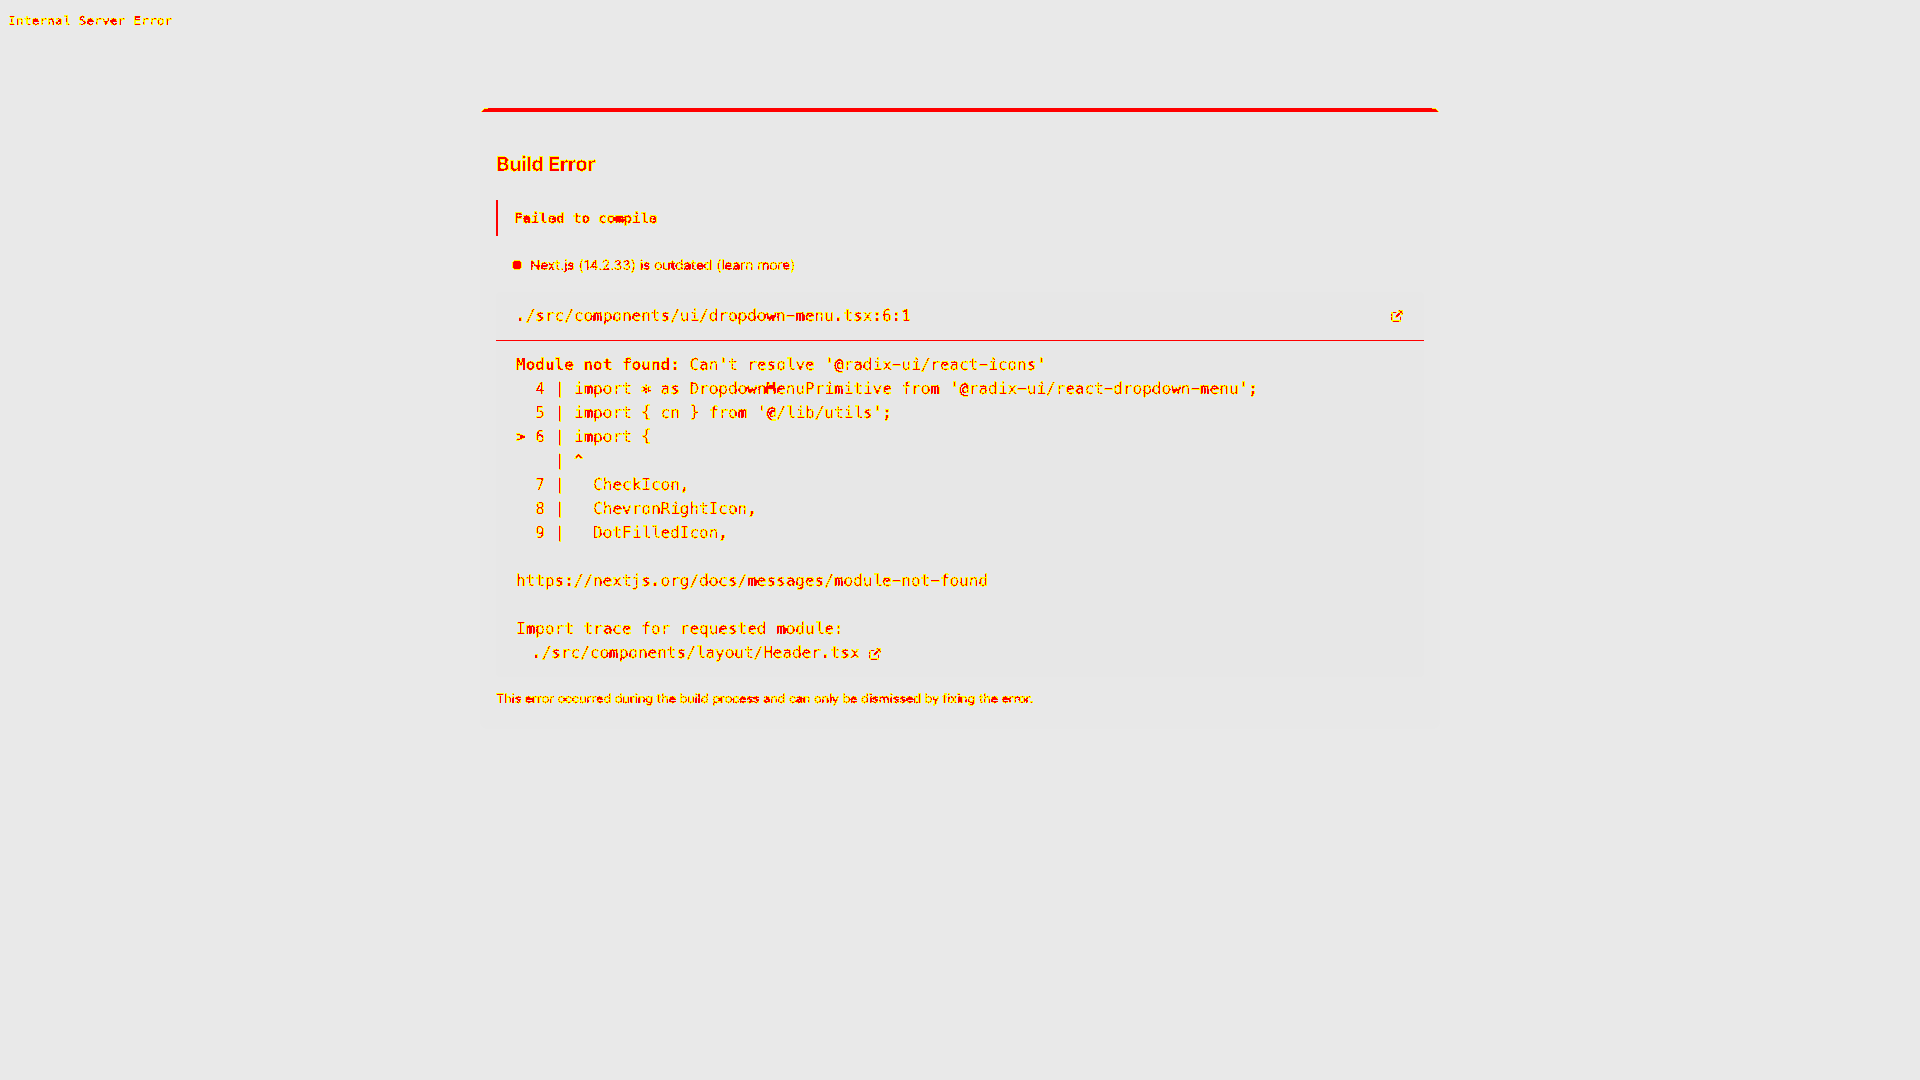 Internal Server Error
Build Error
Failed to compile
Next.js (14.2.33) is outdated (learn more)
./src/components/ui/dropdown-menu.tsx:6:1
Module not found: Can't resolve '@radix-ui/react-icons'
4 | import * as DropdownMenuPrimitive from '@radix-ui/react-dropdown-menu';
5 | import { cn } from '@/lib/utils';
> 6 | import {
| ^
7 |   CheckIcon,
8 |   ChevronRightIcon,
9 |   DotFilledIcon,
https://nextjs.org/docs/messages/module-not-found
Import trace for requested module:
./src/components/layout/Header.tsx
This error occurred during the build process and can only be dismissed by fixing the error.